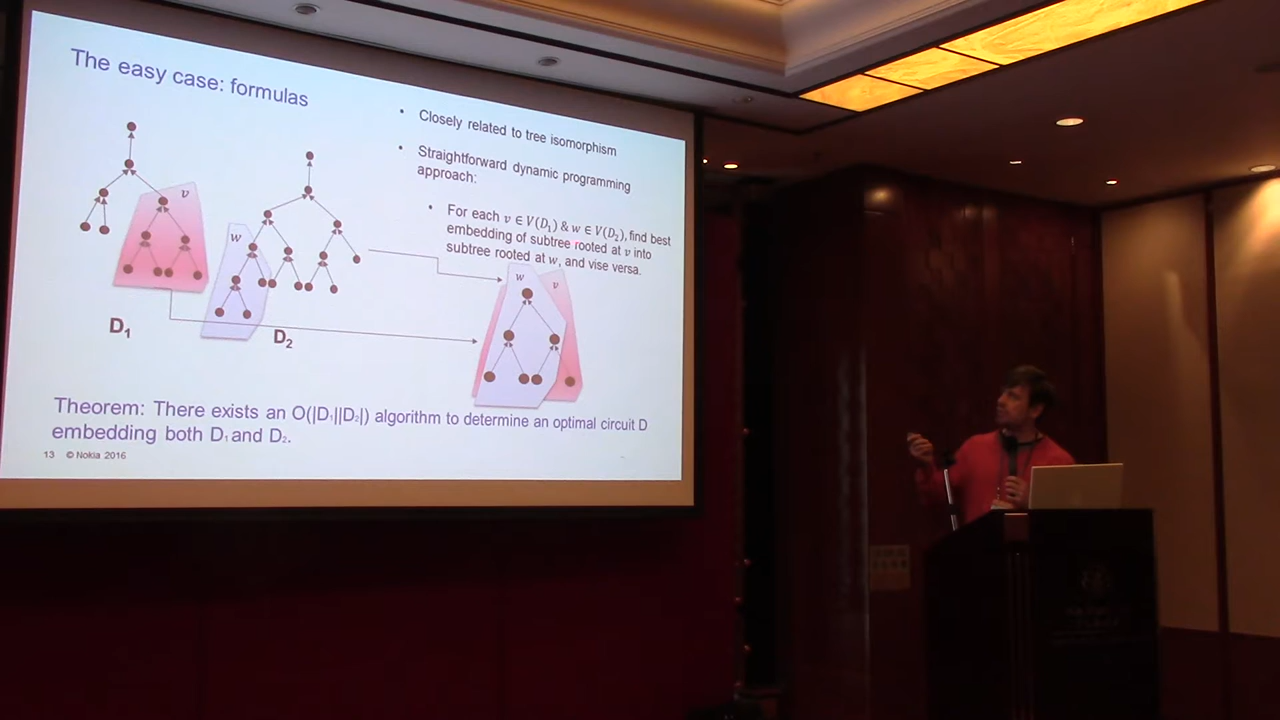 The easy case: formulas
• Closely related to tree isomorphism
• Straightforward dynamic programming
approach:
• For each v ∈ V(D₁) & w ∈ V(D₂), find best
embedding of subtree rooted at v into
subtree rooted at w, and vise versa.
v
w
w
v
D₁
D₂
Theorem: There exists an O(|D₁||D₂|) algorithm to determine an optimal circuit D
embedding both D₁ and D₂.
13 © Nokia 2016